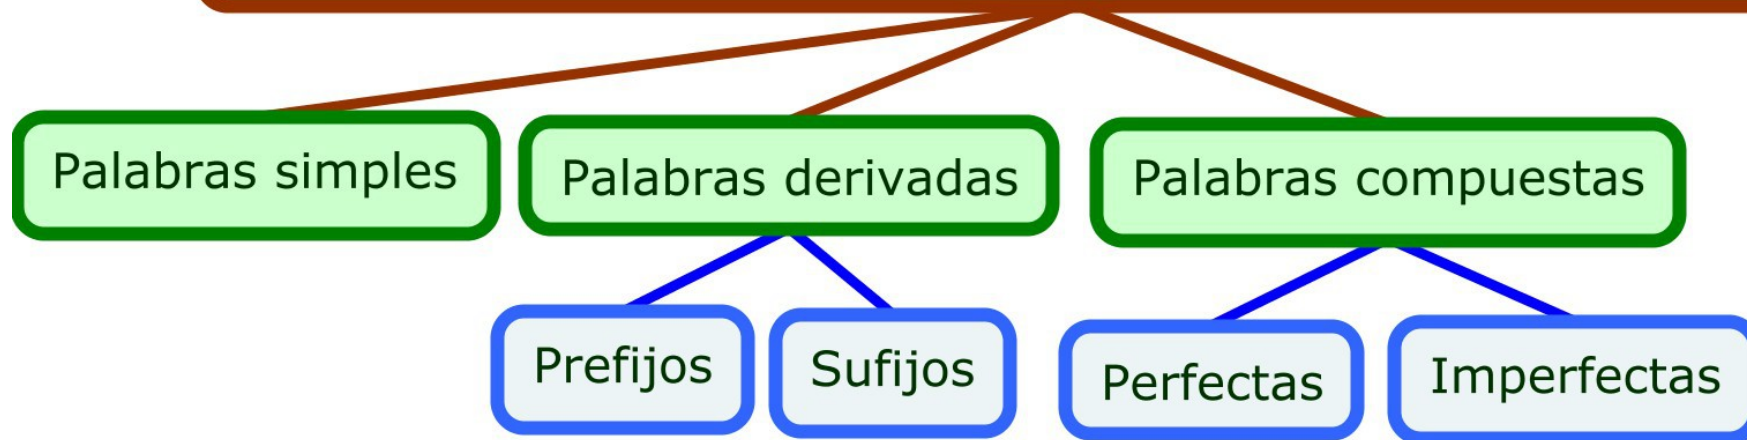 Palabras simples
Palabras derivadas
Palabras compuestas
Prefijos
Sufijos
Perfectas
Imperfectas